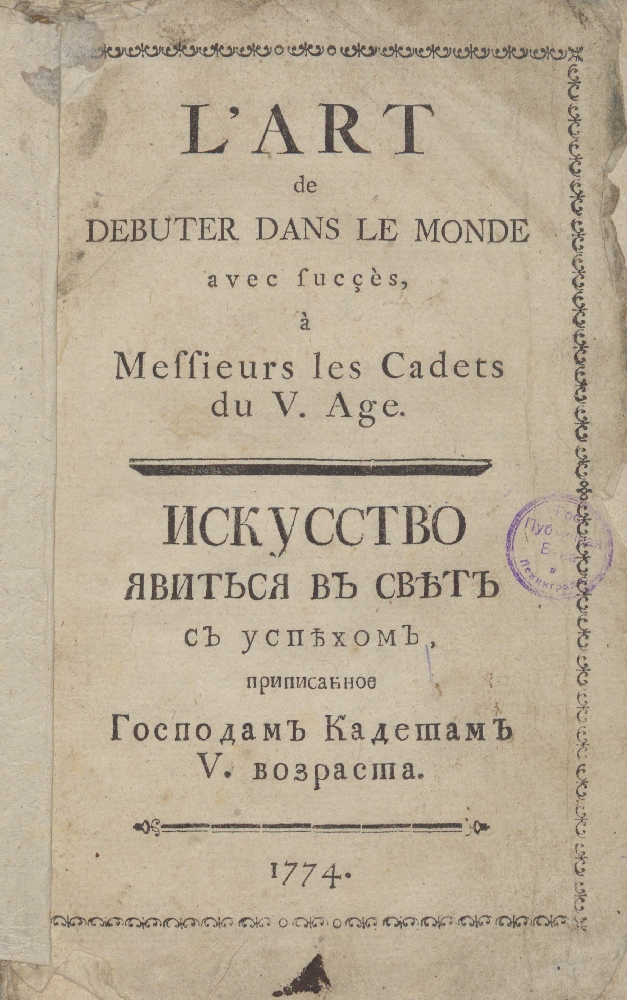 L'ART
de
DEBUTER DANS LE MONDE
avec ſucçès,
à
Meſſieurs les Cadets
du V. Age.
ИСКУССТВО
ЯВИТЬСЯ ВЪ СВѢТЪ
СЪ УСПѢХОМЪ,
приписанное
Господамъ Кадетамъ
V. возраста.
1774.